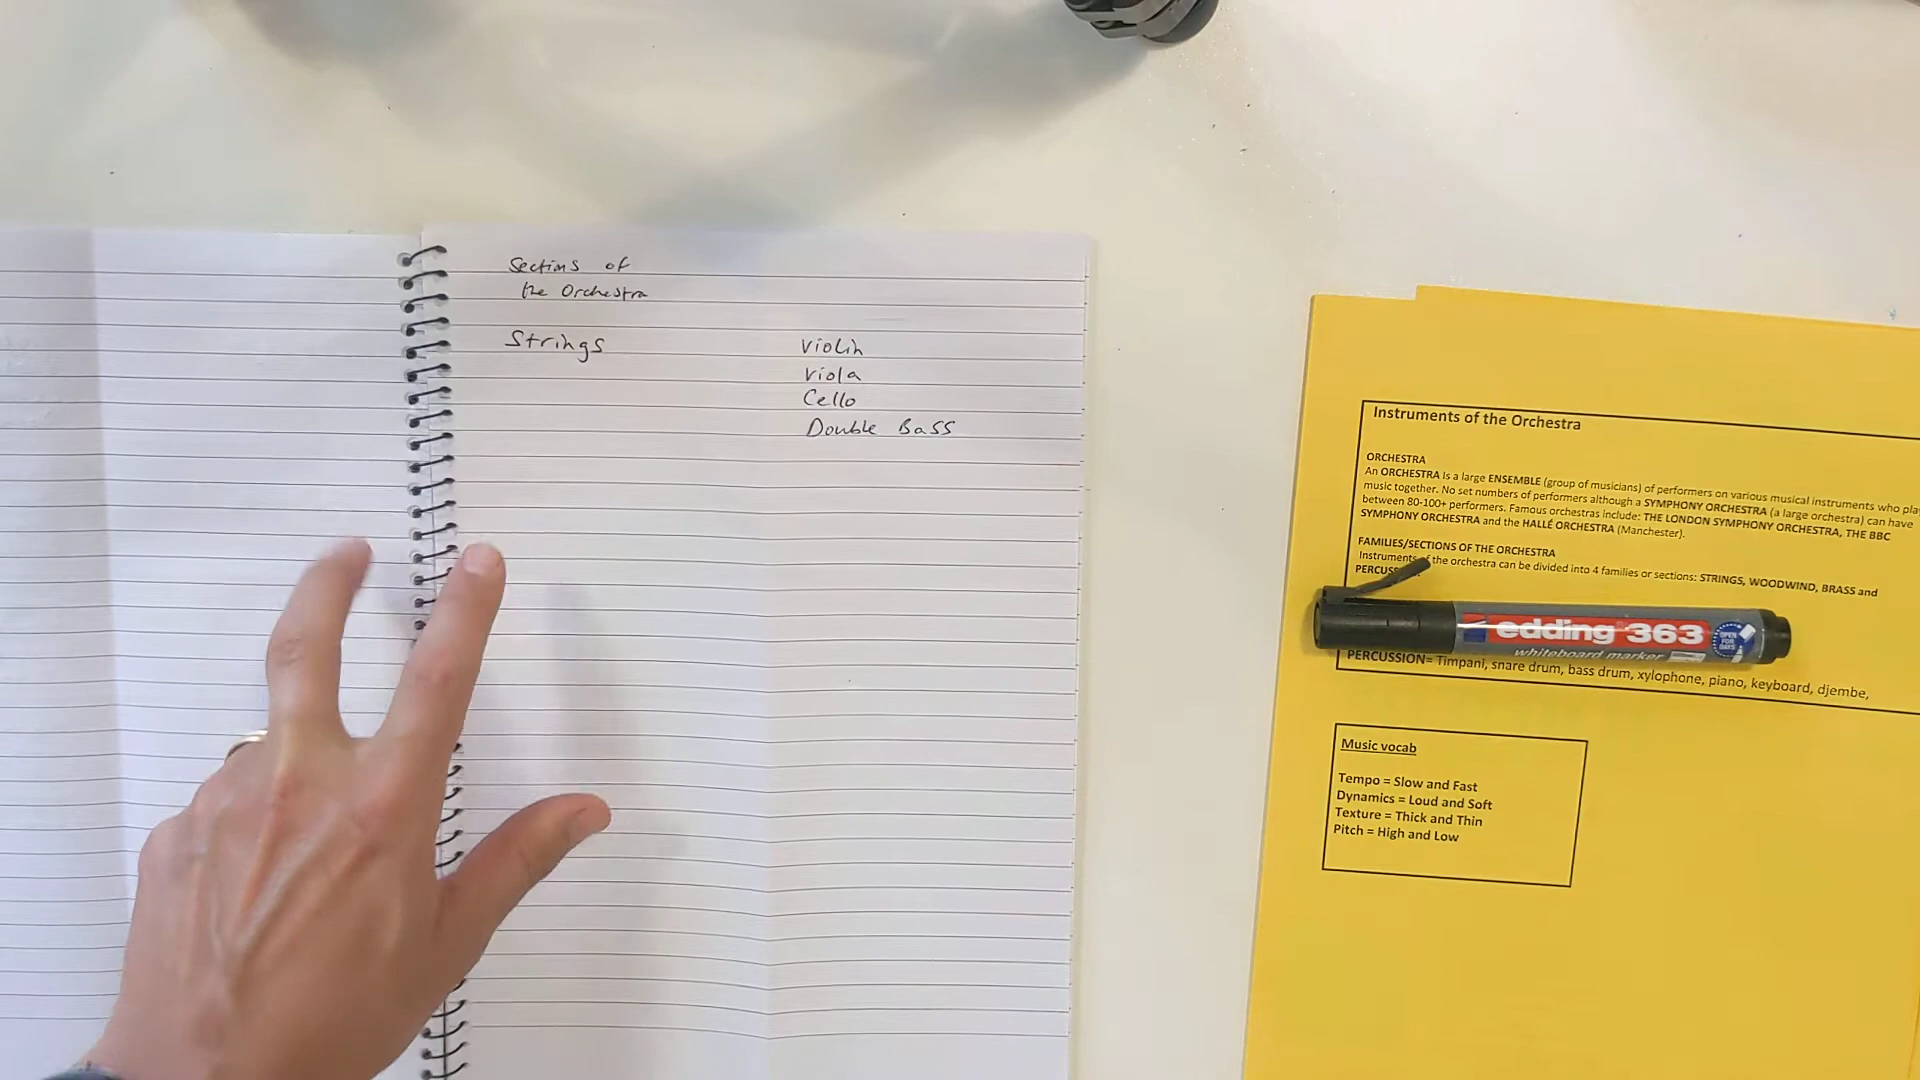 Sections of
the Orchestra
Strings
Violin
Viola
Cello
Double Bass
Instruments of the Orchestra
ORCHESTRA
An ORCHESTRA is a large ENSEMBLE (group of musicians) of performers on various musical instruments who play
music together. No set numbers of performers although a SYMPHONY ORCHESTRA (a large orchestra) can have
between 80-100+ performers. Famous orchestras include: THE LONDON SYMPHONY ORCHESTRA, THE BBC
SYMPHONY ORCHESTRA and the HALLÉ ORCHESTRA (Manchester).
FAMILIES/SECTIONS OF THE ORCHESTRA
Instruments of the orchestra can be divided into 4 families or sections: STRINGS, WOODWIND, BRASS and
edding 363
whiteboard marker
OPEN FOR DAYS
PERCUSSION= Timpani, snare drum, bass drum, xylophone, piano, keyboard, djembe,
Music vocab
Tempo = Slow and Fast
Dynamics = Loud and Soft
Texture = Thick and Thin
Pitch = High and Low